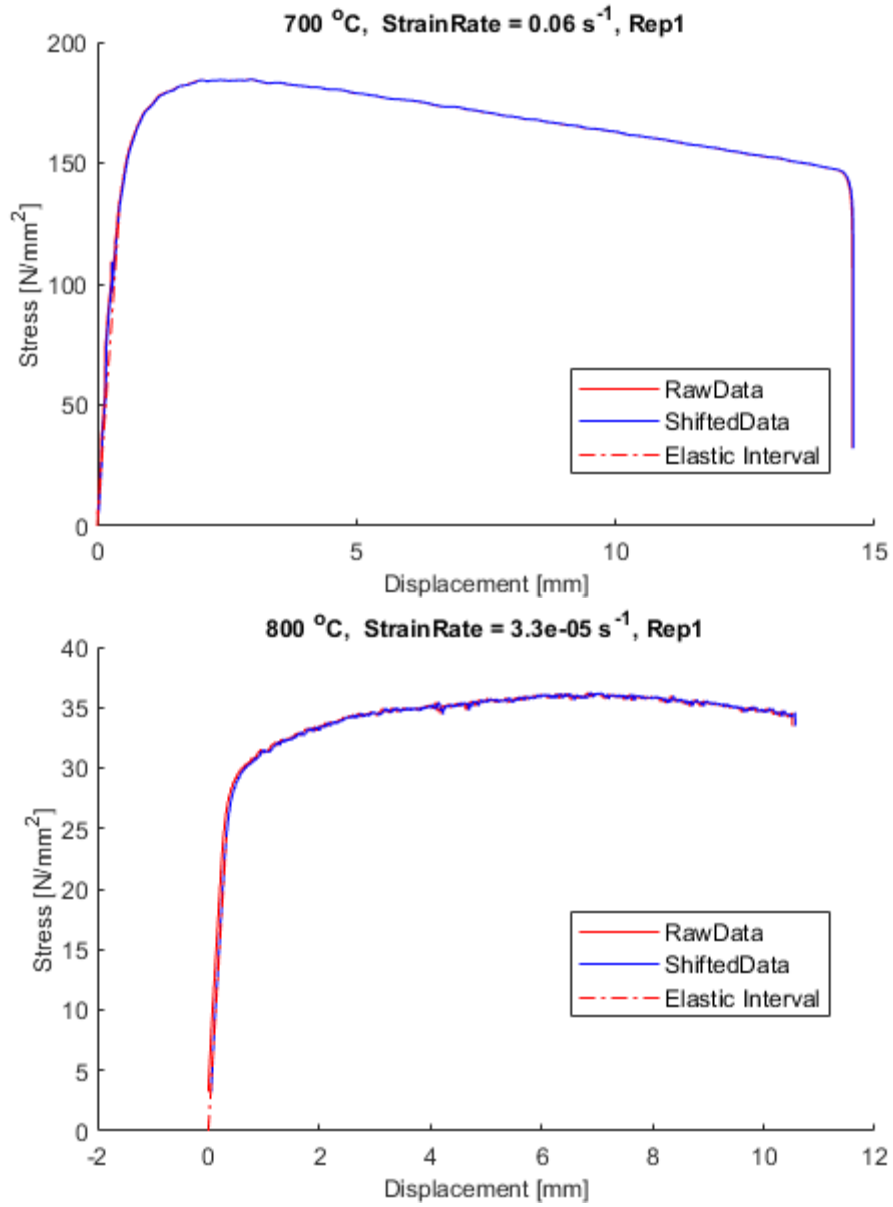 700 °C, StrainRate = 0.06 s⁻¹, Rep1
200
150
100
50
0
Stress [N/mm²]
RawData
ShiftedData
Elastic Interval
0 5 10 15
Displacement [mm]
800 °C, StrainRate = 3.3e-05 s⁻¹, Rep1
40
35
30
25
20
15
10
5
0
Stress [N/mm²]
RawData
ShiftedData
Elastic Interval
-2 0 2 4 6 8 10 12
Displacement [mm]